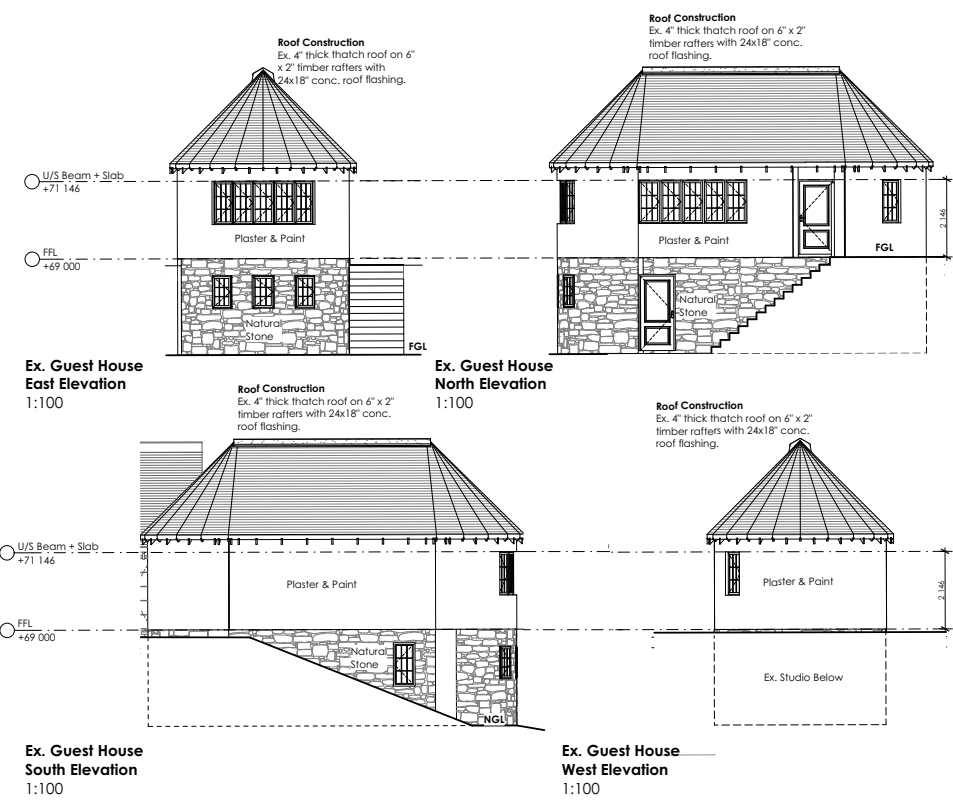 Roof Construction
Ex. 4" thick thatch roof on 6"
x 2" timber rafters with
24x18" conc. roof flashing.
U/S Beam + Slab
+71 146
Plaster & Paint
FFL
+69 000
Natural
Stone
FGL
Ex. Guest House
East Elevation
1:100
Roof Construction
Ex. 4" thick thatch roof on 6" x 2"
timber rafters with 24x18" conc.
roof flashing.
Plaster & Paint
FGL
2 146
Natural
Stone
Ex. Guest House
North Elevation
1:100
Roof Construction
Ex. 4" thick thatch roof on 6" x 2"
timber rafters with 24x18" conc.
roof flashing.
U/S Beam + Slab
+71 146
Plaster & Paint
FFL
+69 000
Natural
Stone
NGL
Ex. Guest House
South Elevation
1:100
Roof Construction
Ex. 4" thick thatch roof on 6" x 2"
timber rafters with 24x18" conc.
roof flashing.
Plaster & Paint
2 146
Ex. Studio Below
Ex. Guest House
West Elevation
1:100